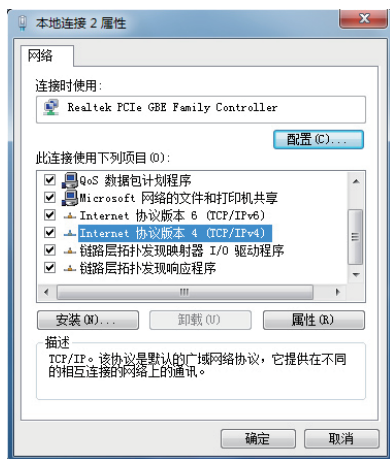 本地连接 2 属性
网络
连接时使用:
Realtek PCIe GBE Family Controller
配置(C)...
此连接使用下列项目(O):
QoS 数据包计划程序
Microsoft 网络的文件和打印机共享
Internet 协议版本 6 (TCP/IPv6)
Internet 协议版本 4 (TCP/IPv4)
链路层拓扑发现映射器 I/O 驱动程序
链路层拓扑发现响应程序
安装(N)...
卸载(U)
属性(R)
描述
TCP/IP。该协议是默认的广域网络协议，它提供在不同
的相互连接的网络上的通讯。
确定
取消